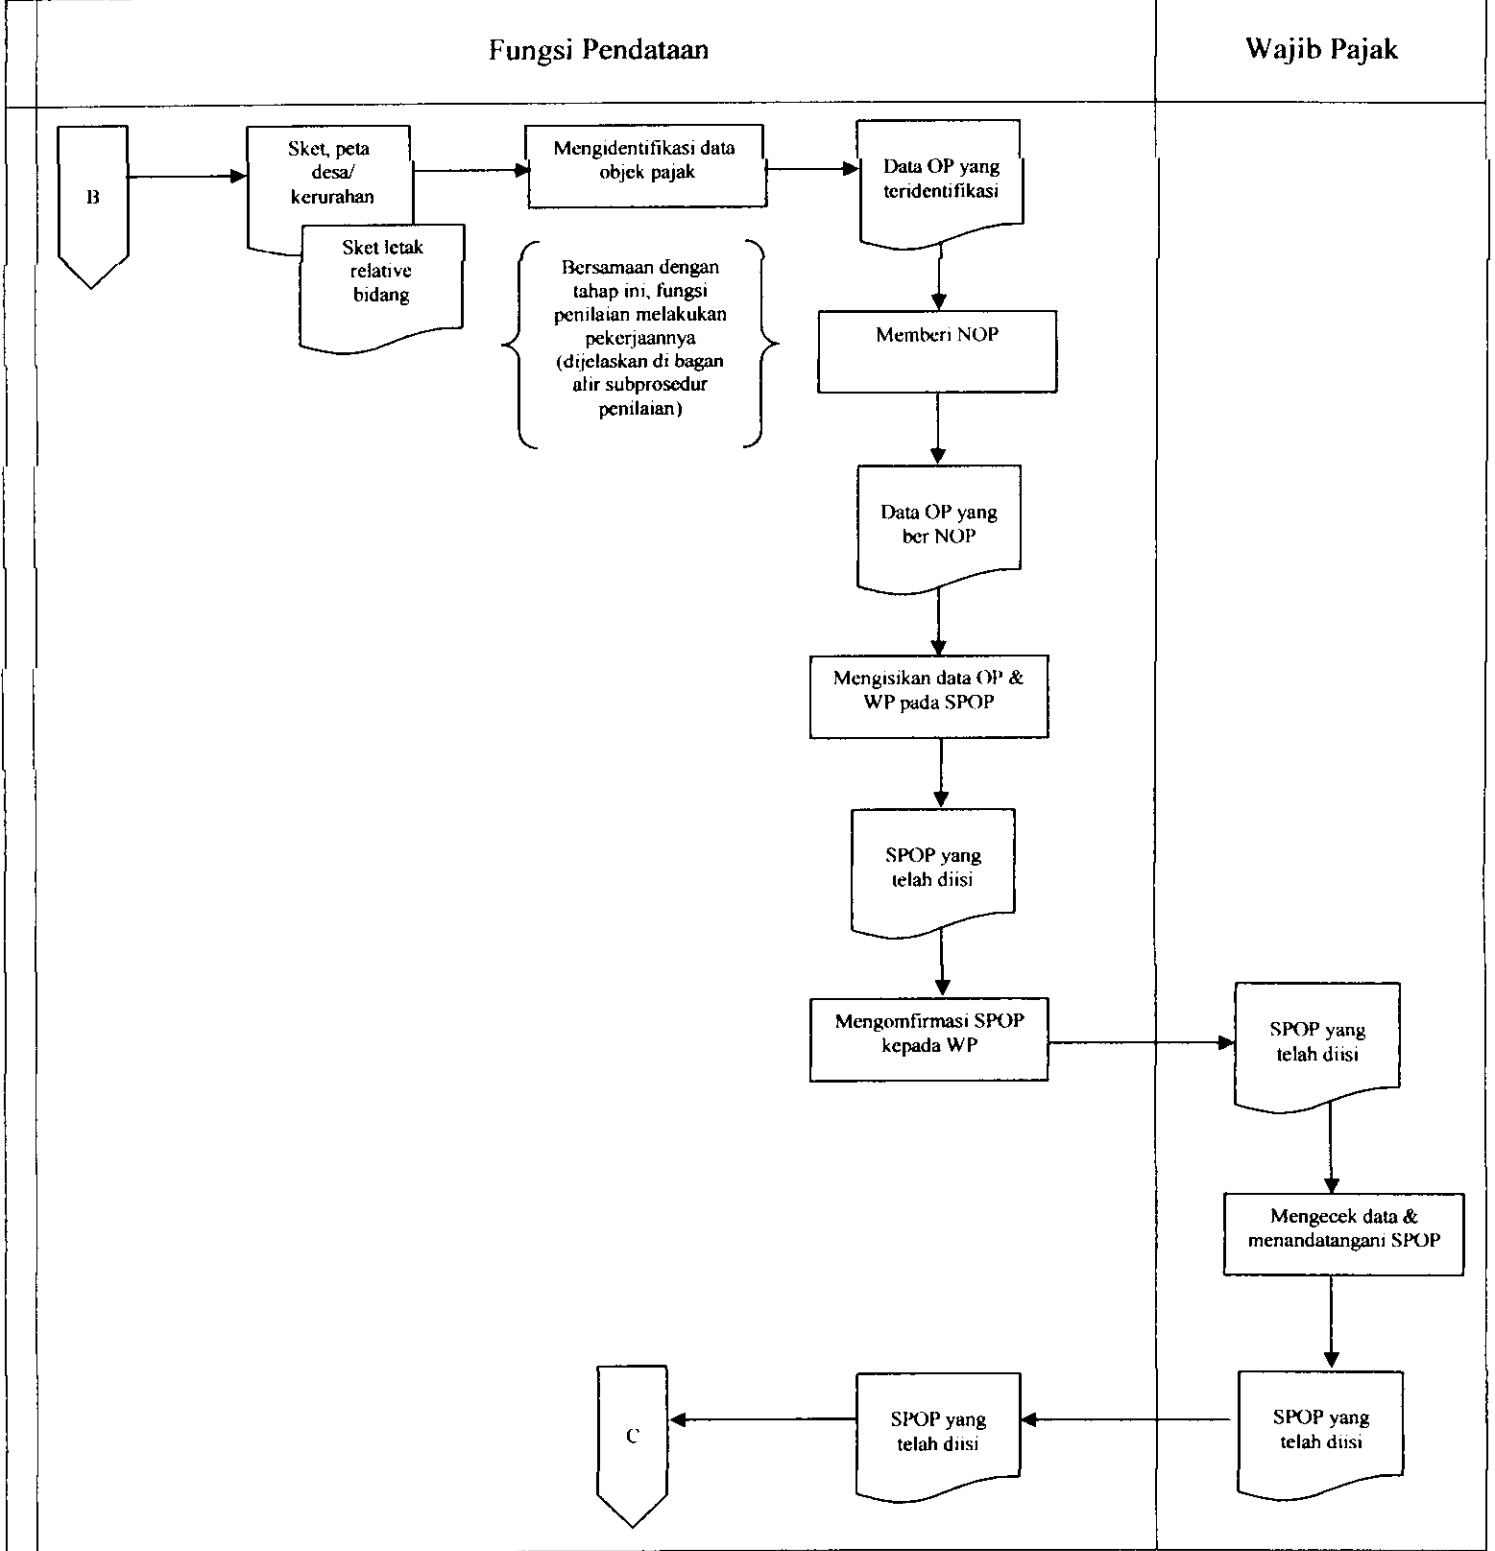 Fungsi Pendataan
Wajib Pajak
B
Sket, peta
desa/
kerurahan
Sket letak
relative
bidang
Mengidentifikasi data
objek pajak
Data OP yang
teridentifikasi
Bersamaan dengan
tahap ini, fungsi
penilaian melakukan
pekerjaannya
(dijelaskan di bagan
alir subprosedur
penilaian)
Memberi NOP
Data OP yang
ber NOP
Mengisikan data OP &
WP pada SPOP
SPOP yang
telah diisi
Mengomfirmasi SPOP
kepada WP
SPOP yang
telah diisi
Mengecek data &
menandatangani SPOP
SPOP yang
telah diisi
SPOP yang
telah diisi
C